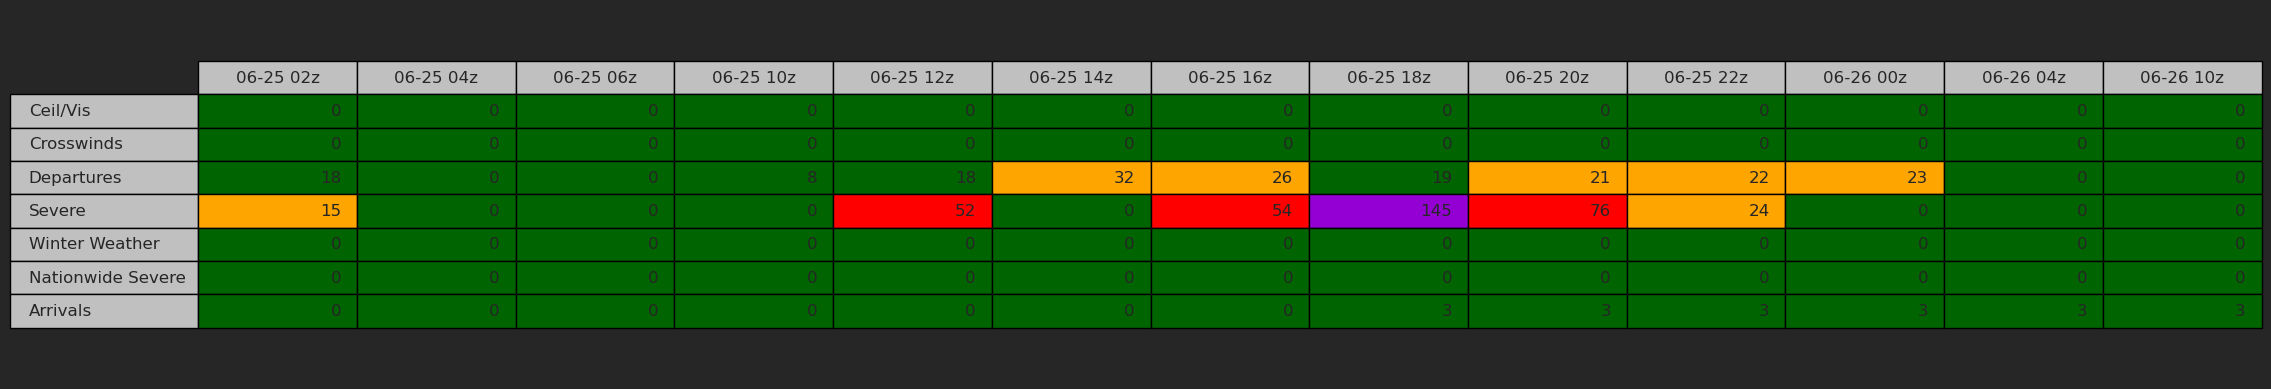 06-25 02z 06-25 04z 06-25 06z 06-25 10z 06-25 12z 06-25 14z 06-25 16z 06-25 18z 06-25 20z 06-25 22z 06-26 00z 06-26 04z 06-26 10z
Ceil/Vis 0 0 0 0 0 0 0 0 0 0 0 0 0
Crosswinds 0 0 0 0 0 0 0 0 0 0 0 0 0
Departures 18 0 0 8 18 32 26 19 21 22 23 0 0
Severe 15 0 0 0 52 0 54 145 76 24 0 0 0
Winter Weather 0 0 0 0 0 0 0 0 0 0 0 0 0
Nationwide Severe 0 0 0 0 0 0 0 0 0 0 0 0 0
Arrivals 0 0 0 0 0 0 0 3 3 3 3 3 3